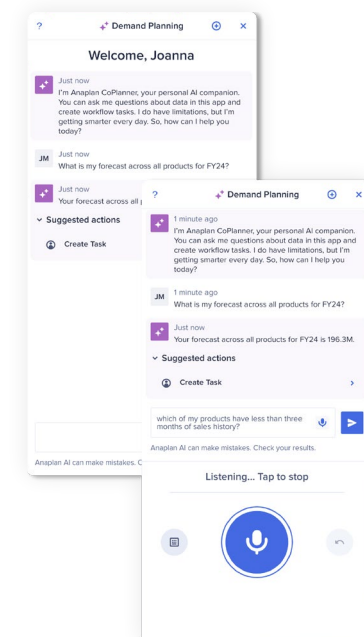 ? Demand Planning ×
Welcome, Joanna
Just now
I'm Anaplan CoPlanner, your personal AI companion.
You can ask me questions about data in this app and
create workflow tasks. I do have limitations, but I'm
getting smarter every day. So, how can I help you
today?
JM Just now
What is my forecast across all products for FY24?
Just now
Your forecast across all
Suggested actions
Create Task
Anaplan AI can make mistakes. C
? Demand Planning ×
1 minute ago
I'm Anaplan CoPlanner, your personal AI companion.
You can ask me questions about data in this app and
create workflow tasks. I do have limitations, but I'm
getting smarter every day. So, how can I help you
today?
JM 1 minute ago
What is my forecast across all products for FY24?
Just now
Your forecast across all products for FY24 is 196.3M.
Suggested actions
Create Task
which of my products have less than three
months of sales history?
Anaplan AI can make mistakes. Check your results.
Listening... Tap to stop